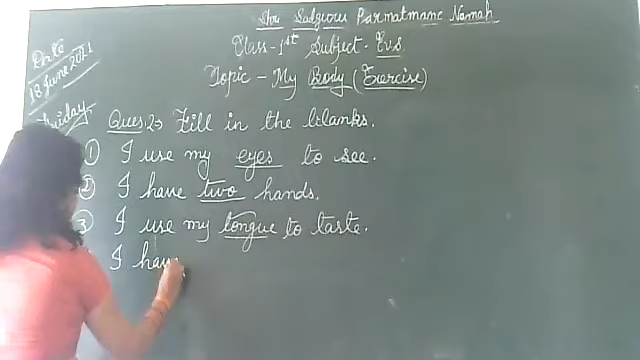 Shri Sadguru Parmatmane Namah
Class - 1st Subject - E.v.s.
Date
18 June 2021
Topic - My Body (Exercise)
Friday
Ques. 2 → Fill in the blanks.
① I use my eyes to see.
② I have two hands.
③ I use my tongue to taste.
I hav